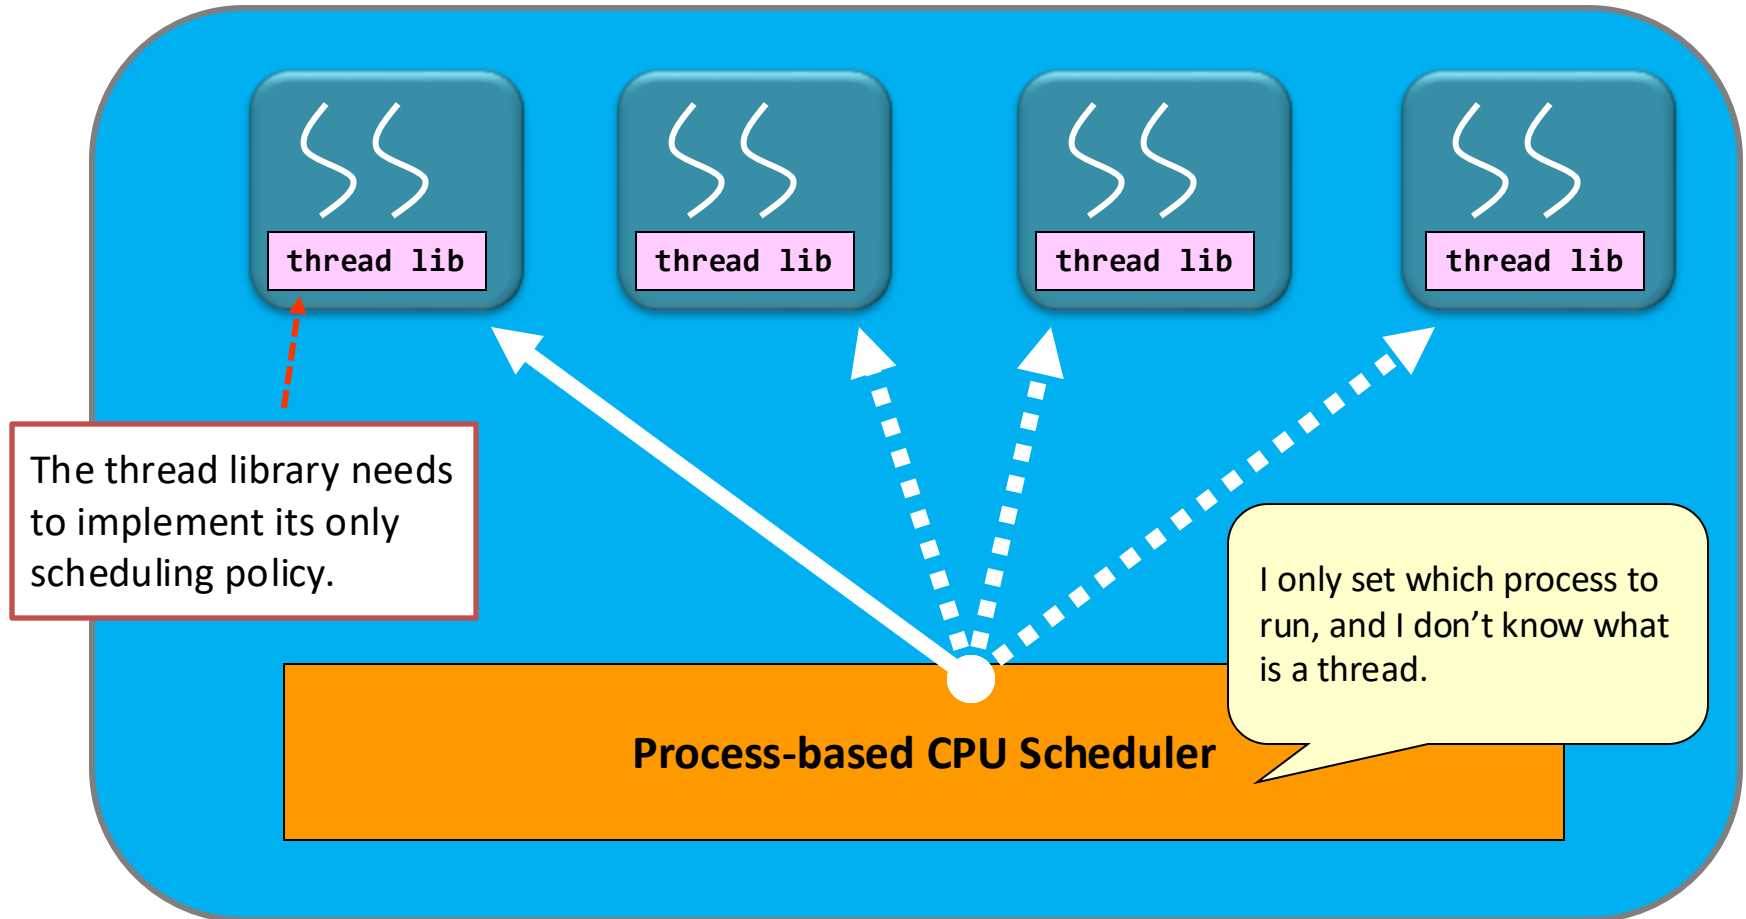 thread lib
thread lib
thread lib
thread lib
The thread library needs
to implement its only
scheduling policy.
I only set which process to
run, and I don’t know what
is a thread.
Process-based CPU Scheduler